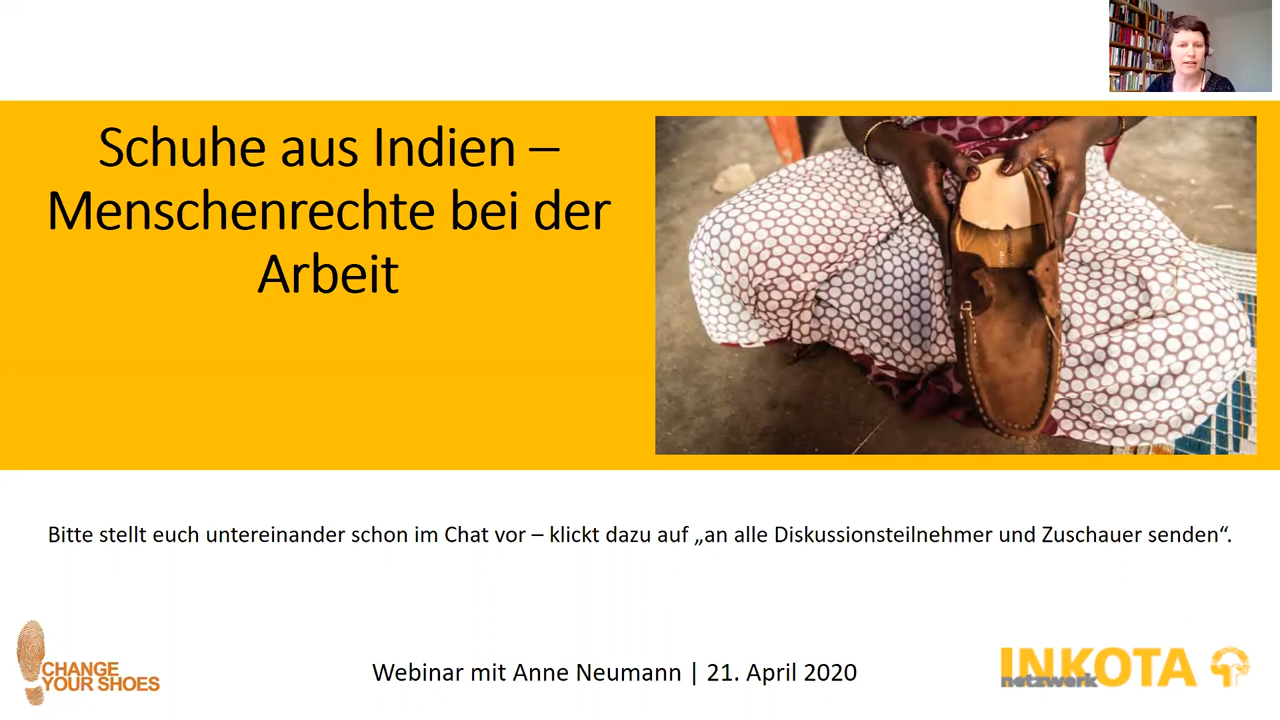 Schuhe aus Indien –
Menschenrechte bei der
Arbeit
Bitte stellt euch untereinander schon im Chat vor – klickt dazu auf „an alle Diskussionsteilnehmer und Zuschauer senden“.
CHANGE
YOUR SHOES
Webinar mit Anne Neumann | 21. April 2020
INKOTA
netzwerk